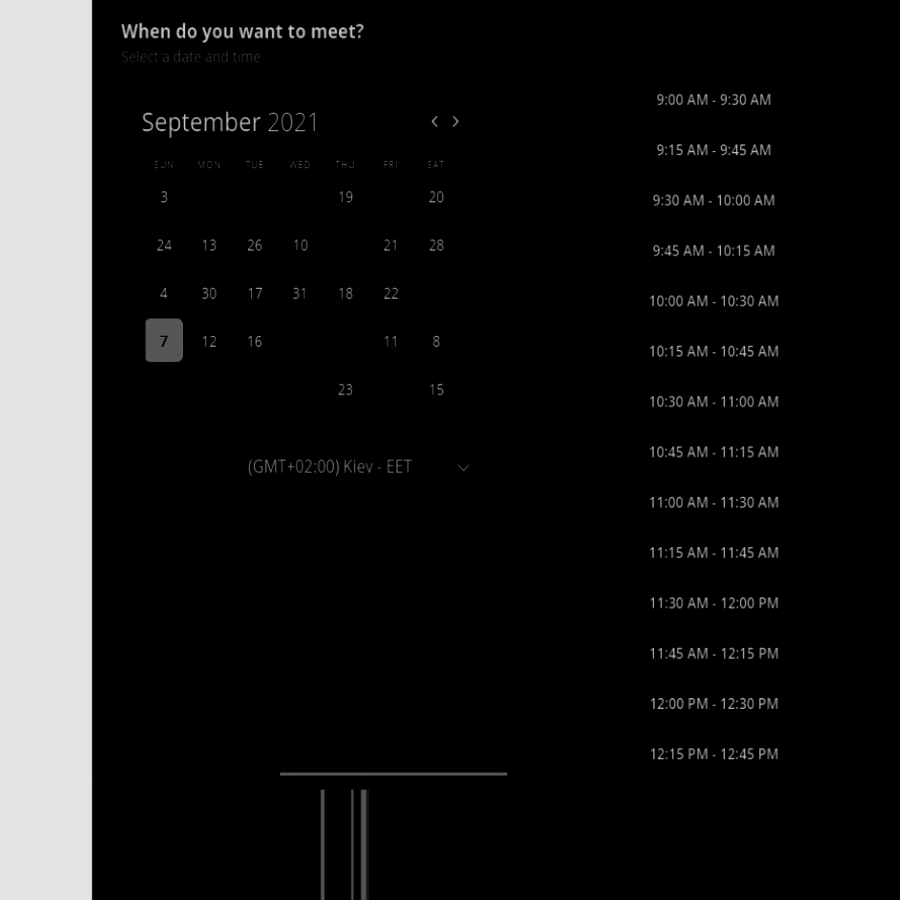 When do you want to meet?
Select a date and time
September 2021
SUN MON TUE WED THU FRI SAT
3 19 20
24 13 26 10 21 28
4 30 17 31 18 22
7 12 16 11 8
23 15
(GMT+02:00) Kiev - EET
9:00 AM - 9:30 AM
9:15 AM - 9:45 AM
9:30 AM - 10:00 AM
9:45 AM - 10:15 AM
10:00 AM - 10:30 AM
10:15 AM - 10:45 AM
10:30 AM - 11:00 AM
10:45 AM - 11:15 AM
11:00 AM - 11:30 AM
11:15 AM - 11:45 AM
11:30 AM - 12:00 PM
11:45 AM - 12:15 PM
12:00 PM - 12:30 PM
12:15 PM - 12:45 PM